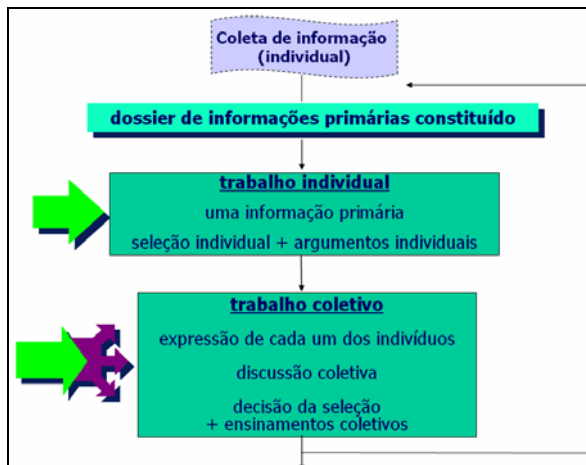 Coleta de informação
(individual)
dossier de informações primárias constituído
trabalho individual
uma informação primária
seleção individual + argumentos individuais
trabalho coletivo
expressão de cada um dos indivíduos
discussão coletiva
decisão da seleção
+ ensinamentos coletivos